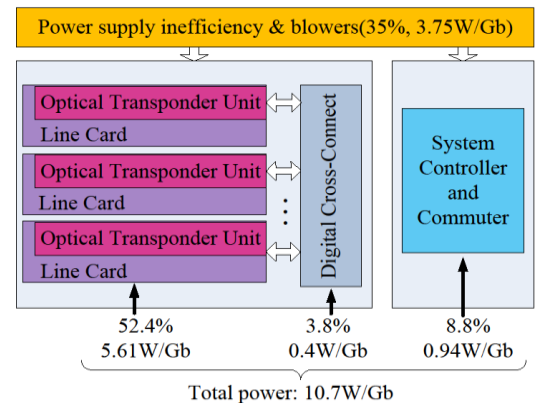 Power supply inefficiency & blowers(35%, 3.75W/Gb)
Optical Transponder Unit
Line Card
Optical Transponder Unit
Line Card
Optical Transponder Unit
Line Card
...
Digital Cross-Connect
System
Controller
and
Commuter
52.4%
5.61W/Gb
3.8%
0.4W/Gb
8.8%
0.94W/Gb
Total power: 10.7W/Gb